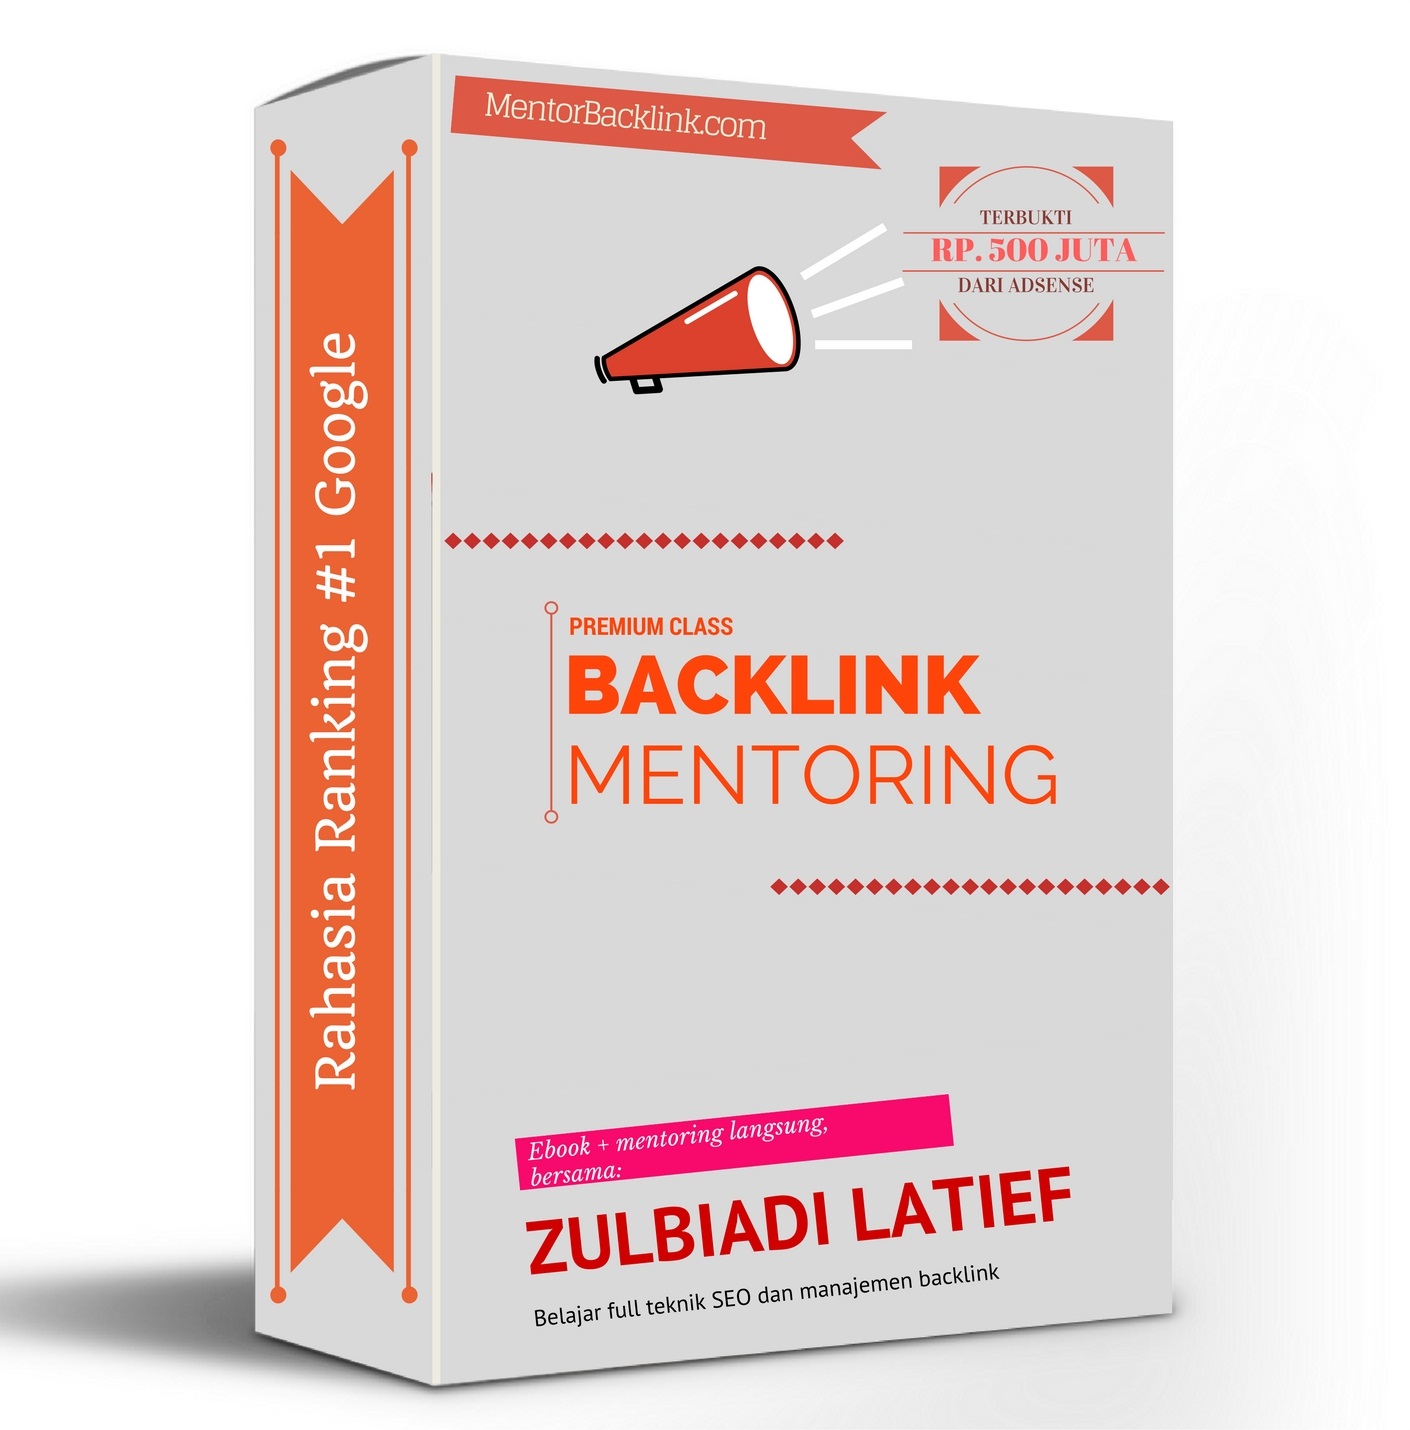 MentorBacklink.com
TERBUKTI
RP. 500 JUTA
DARI ADSENSE
Rahasia Ranking #1 Google
PREMIUM CLASS
BACKLINK
MENTORING
Ebook + mentoring langsung,
bersama:
ZULBIADI LATIEF
Belajar full teknik SEO dan manajemen backlink